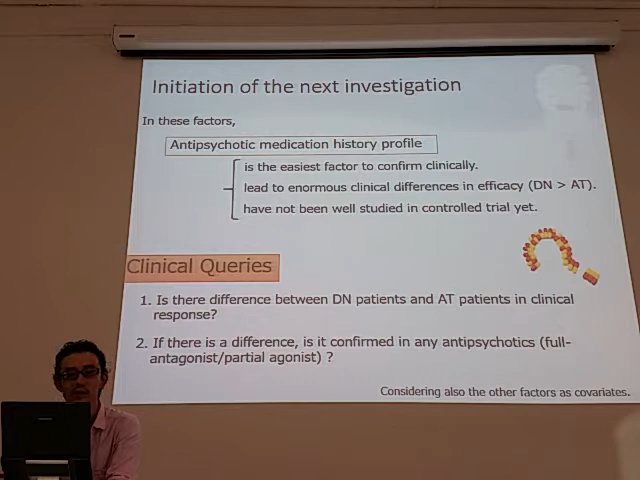 Initiation of the next investigation
In these factors,
Antipsychotic medication history profile
is the easiest factor to confirm clinically.
lead to enormous clinical differences in efficacy (DN > AT).
have not been well studied in controlled trial yet.
Clinical Queries
1. Is there difference between DN patients and AT patients in clinical
response?
2. If there is a difference, is it confirmed in any antipsychotics (full-
antagonist/partial agonist) ?
Considering also the other factors as covariates.